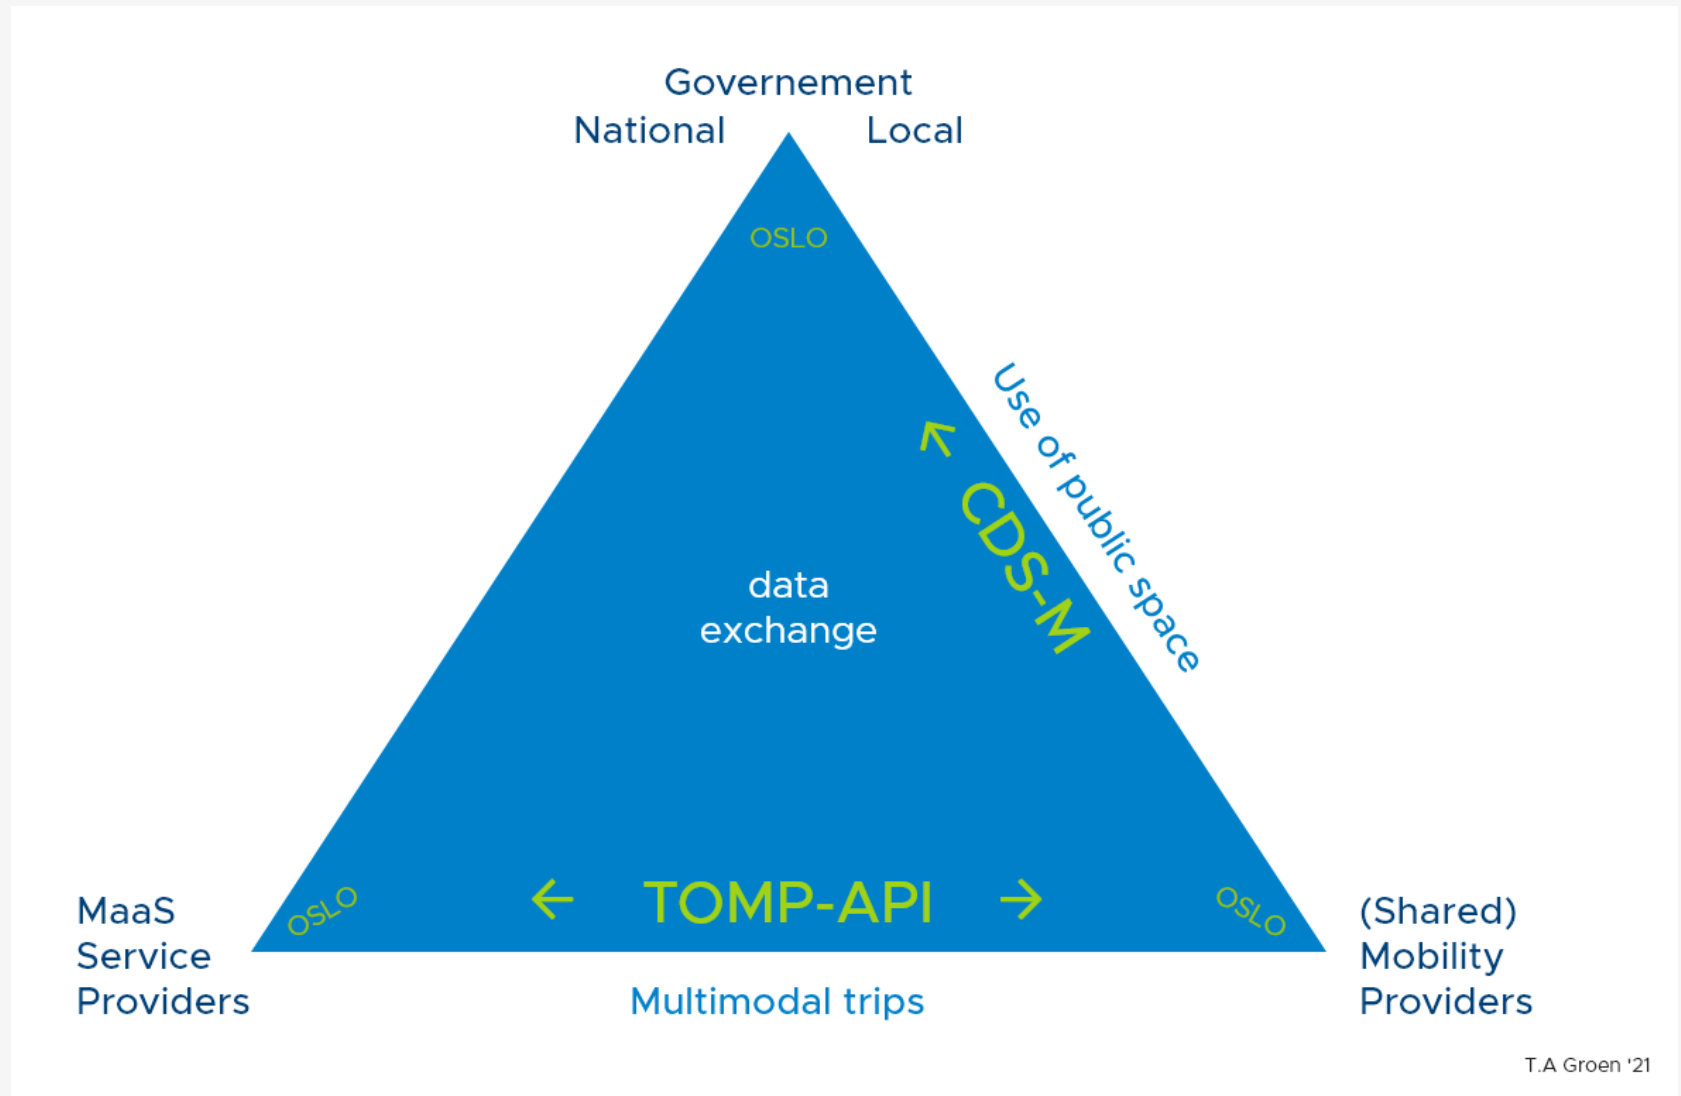 Governement
National Local
OSLO
Use of public space
CDS-M
data
exchange
OSLO
TOMP-API
OSLO
MaaS
Service
Providers
(Shared)
Mobility
Providers
Multimodal trips
T.A Groen '21